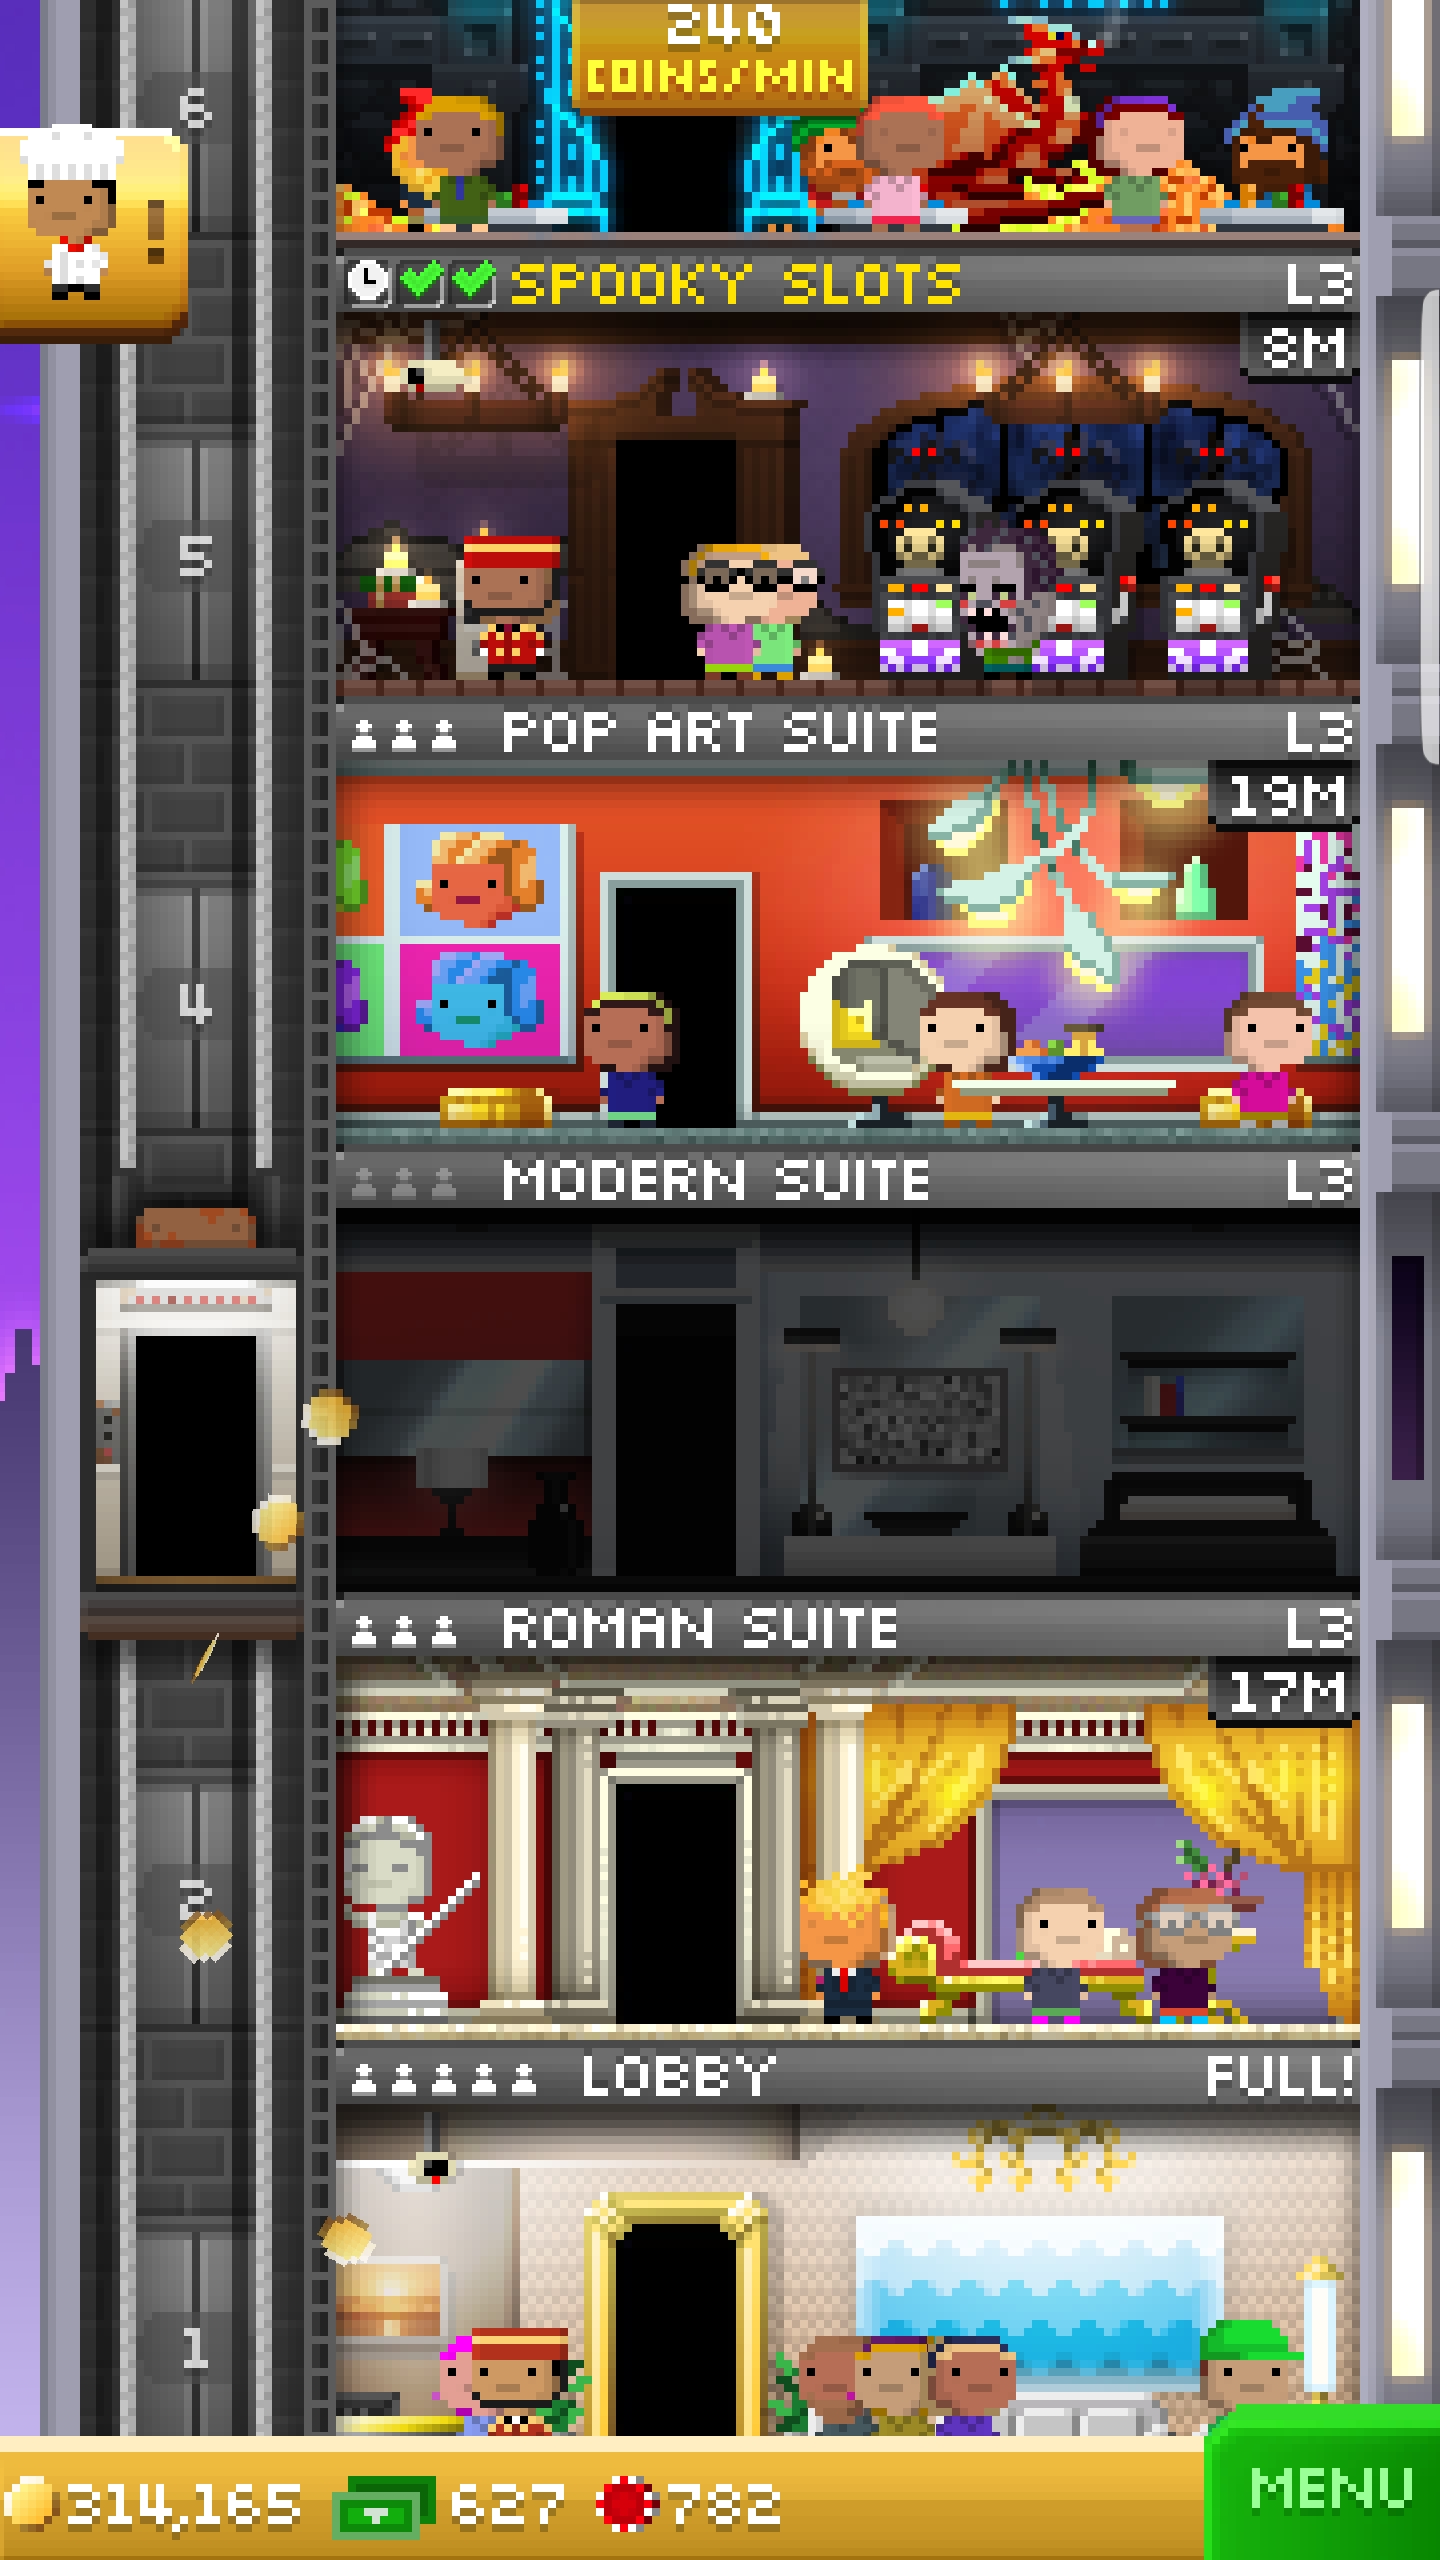 240
COINS/MIN
6
!
SPOOKY SLOTS L3
8M
5
POP ART SUITE L3
19M
4
MODERN SUITE L3
ROMAN SUITE L3
17M
2
LOBBY FULL!
1
314,165 627 782
MENU